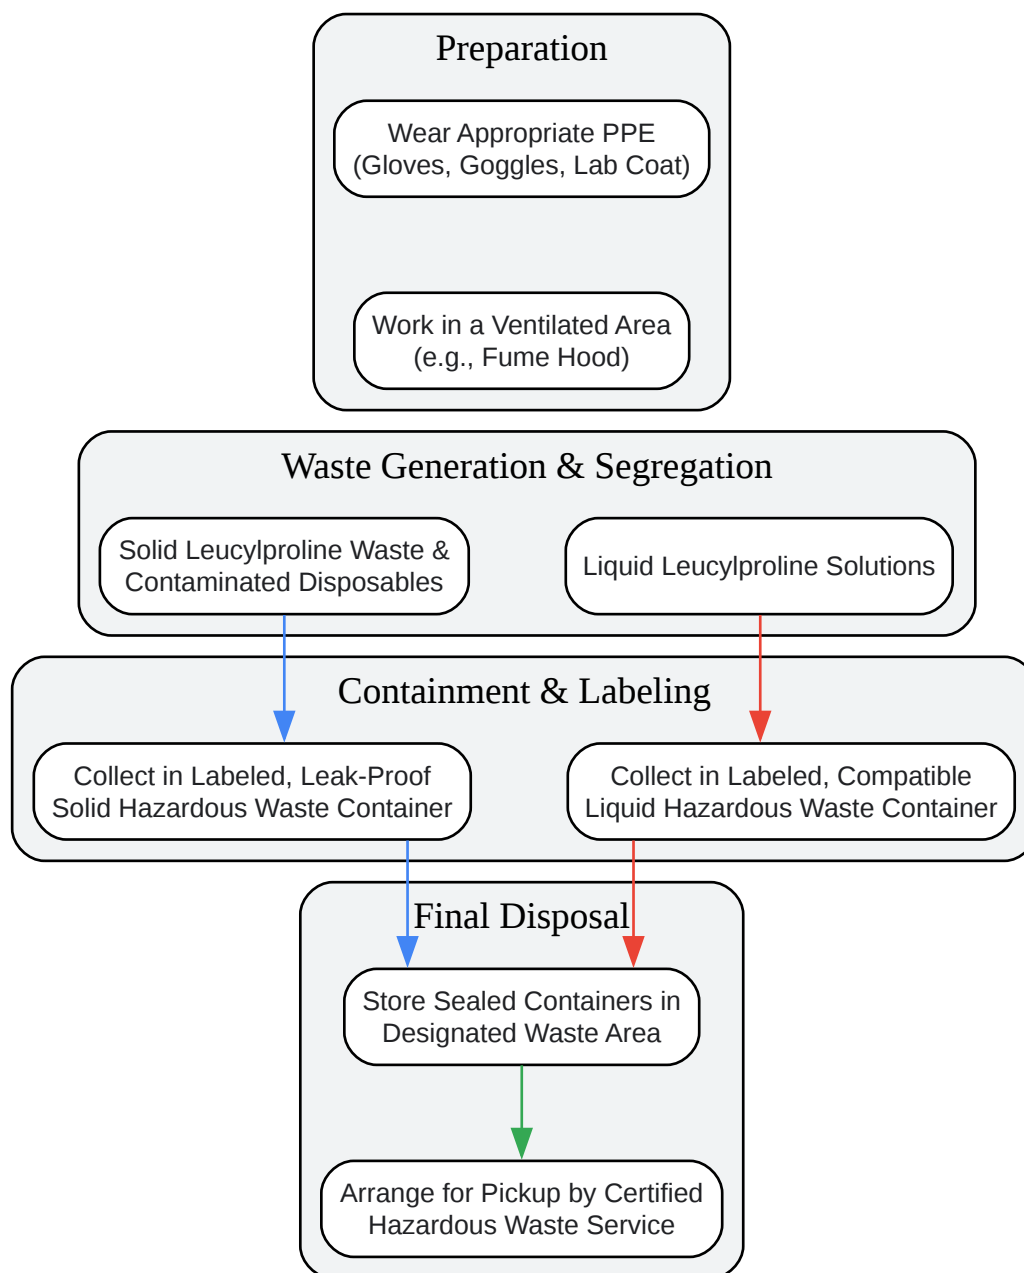 Preparation
Wear Appropriate PPE
(Gloves, Goggles, Lab Coat)
Work in a Ventilated Area
(e.g., Fume Hood)
Waste Generation & Segregation
Solid Leucylproline Waste &
Contaminated Disposables
Liquid Leucylproline Solutions
Containment & Labeling
Collect in Labeled, Leak-Proof
Solid Hazardous Waste Container
Collect in Labeled, Compatible
Liquid Hazardous Waste Container
Final Disposal
Store Sealed Containers in
Designated Waste Area
Arrange for Pickup by Certified
Hazardous Waste Service